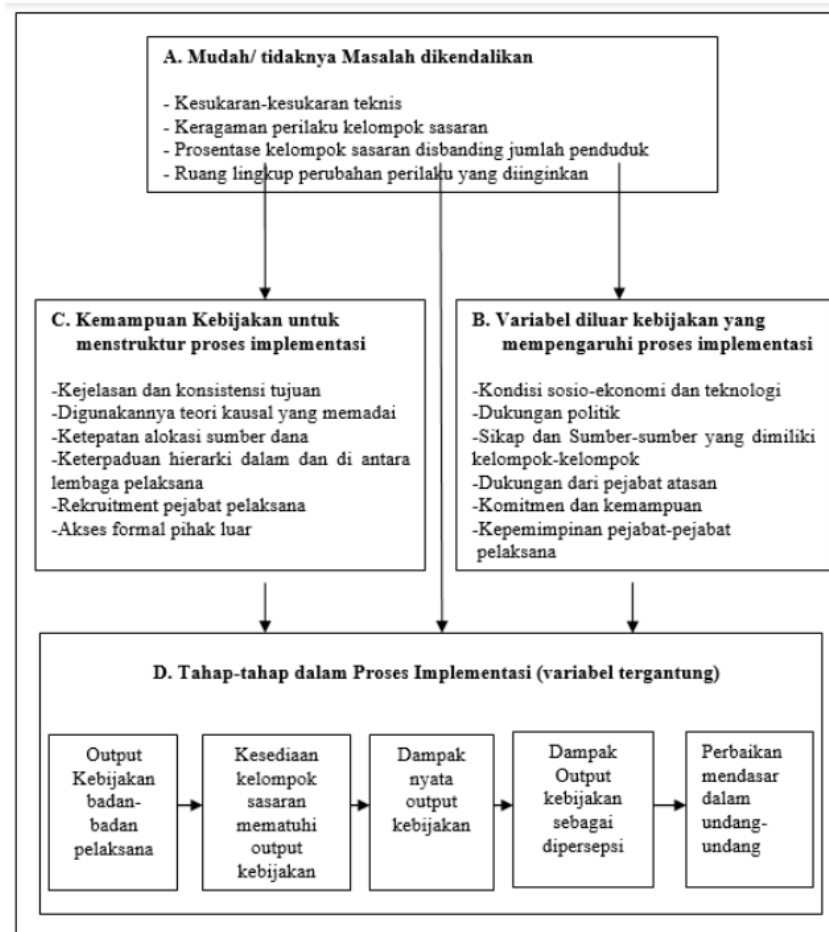 A. Mudah/ tidaknya Masalah dikendalikan
- Kesukaran-kesukaran teknis
- Keragaman perilaku kelompok sasaran
- Prosentase kelompok sasaran disbanding jumlah penduduk
- Ruang lingkup perubahan perilaku yang diinginkan
C. Kemampuan Kebijakan untuk
menstruktur proses implementasi
-Kejelasan dan konsistensi tujuan
-Digunakannya teori kausal yang memadai
-Ketepatan alokasi sumber dana
-Keterpaduan hierarki dalam dan di antara
lembaga pelaksana
-Rekruitment pejabat pelaksana
-Akses formal pihak luar
B. Variabel diluar kebijakan yang
mempengaruhi proses implementasi
-Kondisi sosio-ekonomi dan teknologi
-Dukungan politik
-Sikap dan Sumber-sumber yang dimiliki
kelompok-kelompok
-Dukungan dari pejabat atasan
-Komitmen dan kemampuan
-Kepemimpinan pejabat-pejabat
pelaksana
D. Tahap-tahap dalam Proses Implementasi (variabel tergantung)
Output
Kebijakan
badan-
badan
pelaksana
Kesediaan
kelompok
sasaran
mematuhi
output
kebijakan
Dampak
nyata
output
kebijakan
Dampak
Output
kebijakan
sebagai
dipersepsi
Perbaikan
mendasar
dalam
undang-
undang